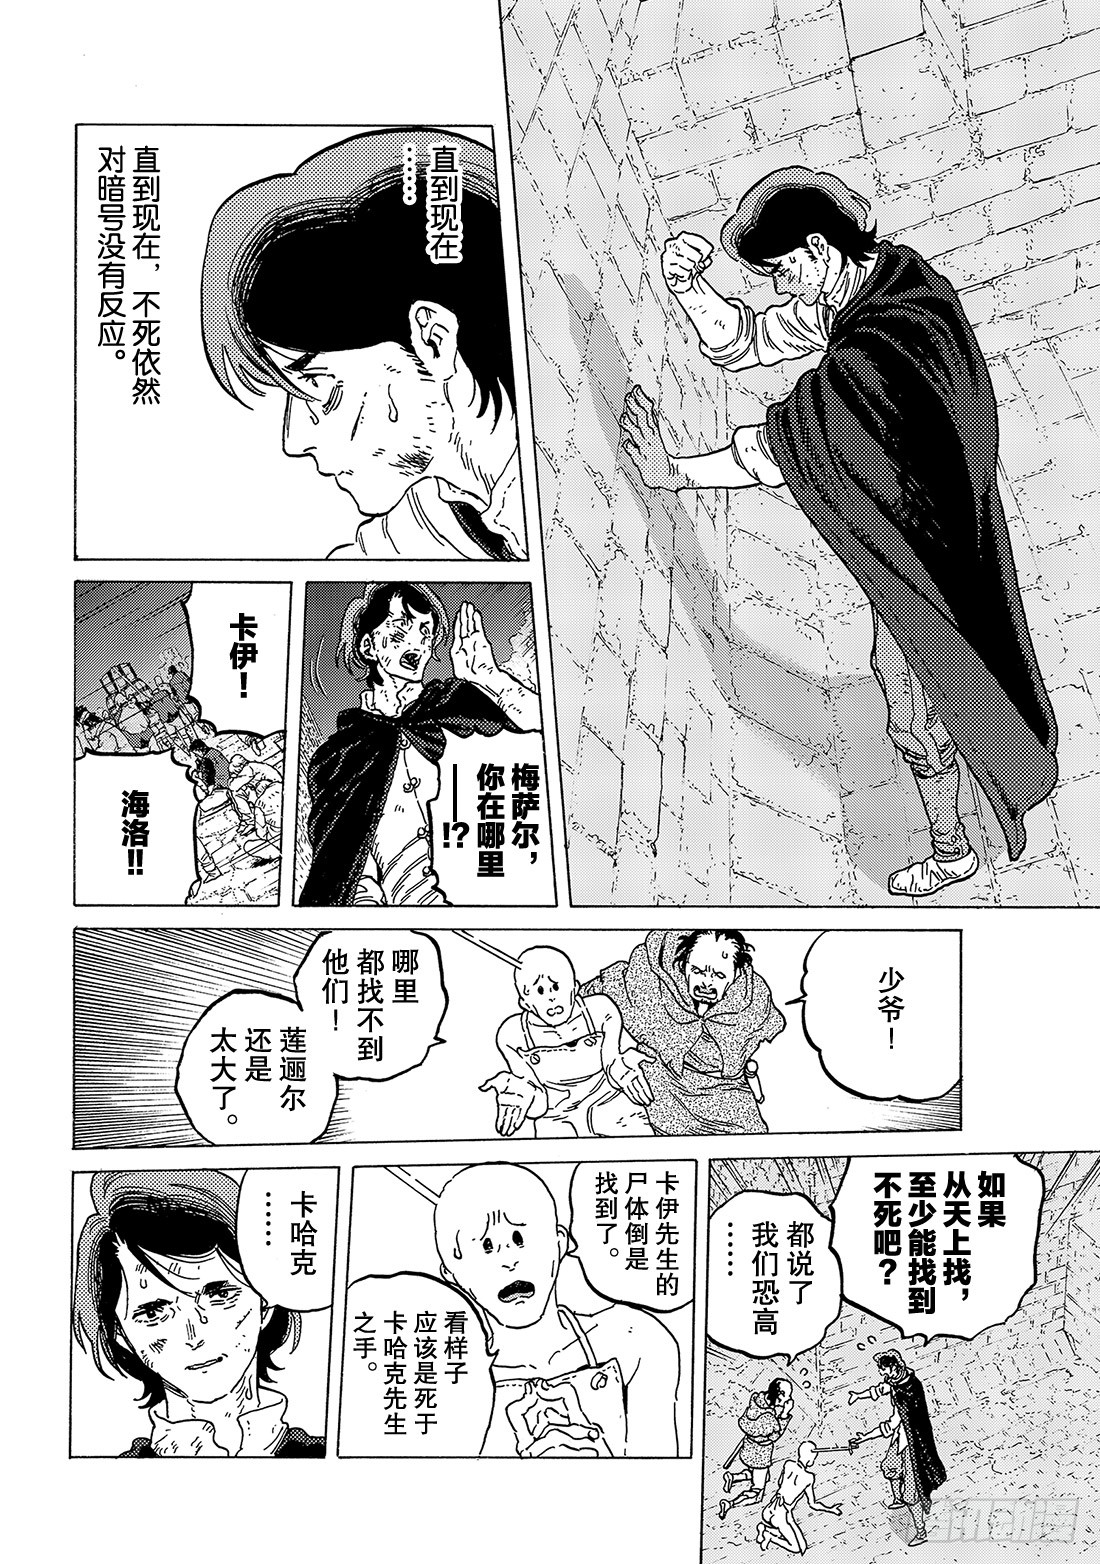 直到现在
……
直到现在，不死依然
对暗号没有反应。
梅萨尔，
你在哪里
——!?
卡伊！
海洛!!
少爷！
哪里
都找不到
他们！
莲逦尔
还是
太大了。
如果
从天上找，
至少能找到
不死吧？
都说了
我们恐高
……
卡伊先生的
尸体倒是
找到了。
看样子
应该是死于
卡哈克先生
之手。
卡哈克
……